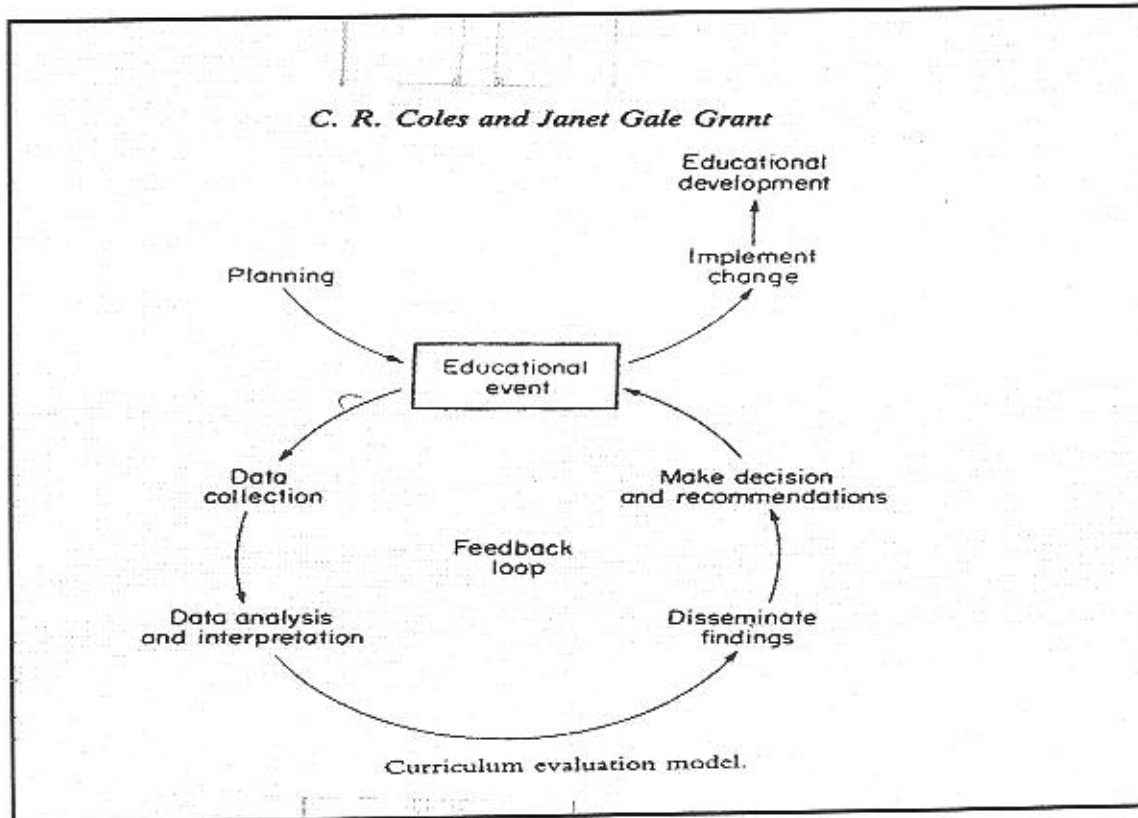 C. R. Coles and Janet Gale Grant
Educational
development
Implement
change
Planning
Educational
event
Data
collection
Make decision
and recommendations
Feedback
loop
Data analysis
and interpretation
Disseminate
findings
Curriculum evaluation model.